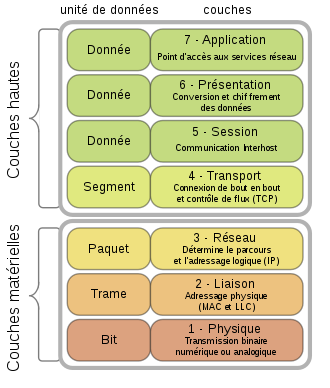 unité de données couches
Couches hautes
Donnée
7 - Application
Point d'accès aux services réseau
Donnée
6 - Présentation
Conversion et chiffrement
des données
Donnée
5 - Session
Communication Interhost
Segment
4 - Transport
Connexion de bout en bout
et contrôle de flux (TCP)
Couches matérielles
Paquet
3 - Réseau
Détermine le parcours
et l'adressage logique (IP)
Trame
2 - Liaison
Adressage physique
(MAC et LLC)
Bit
1 - Physique
Transmission binaire
numérique ou analogique